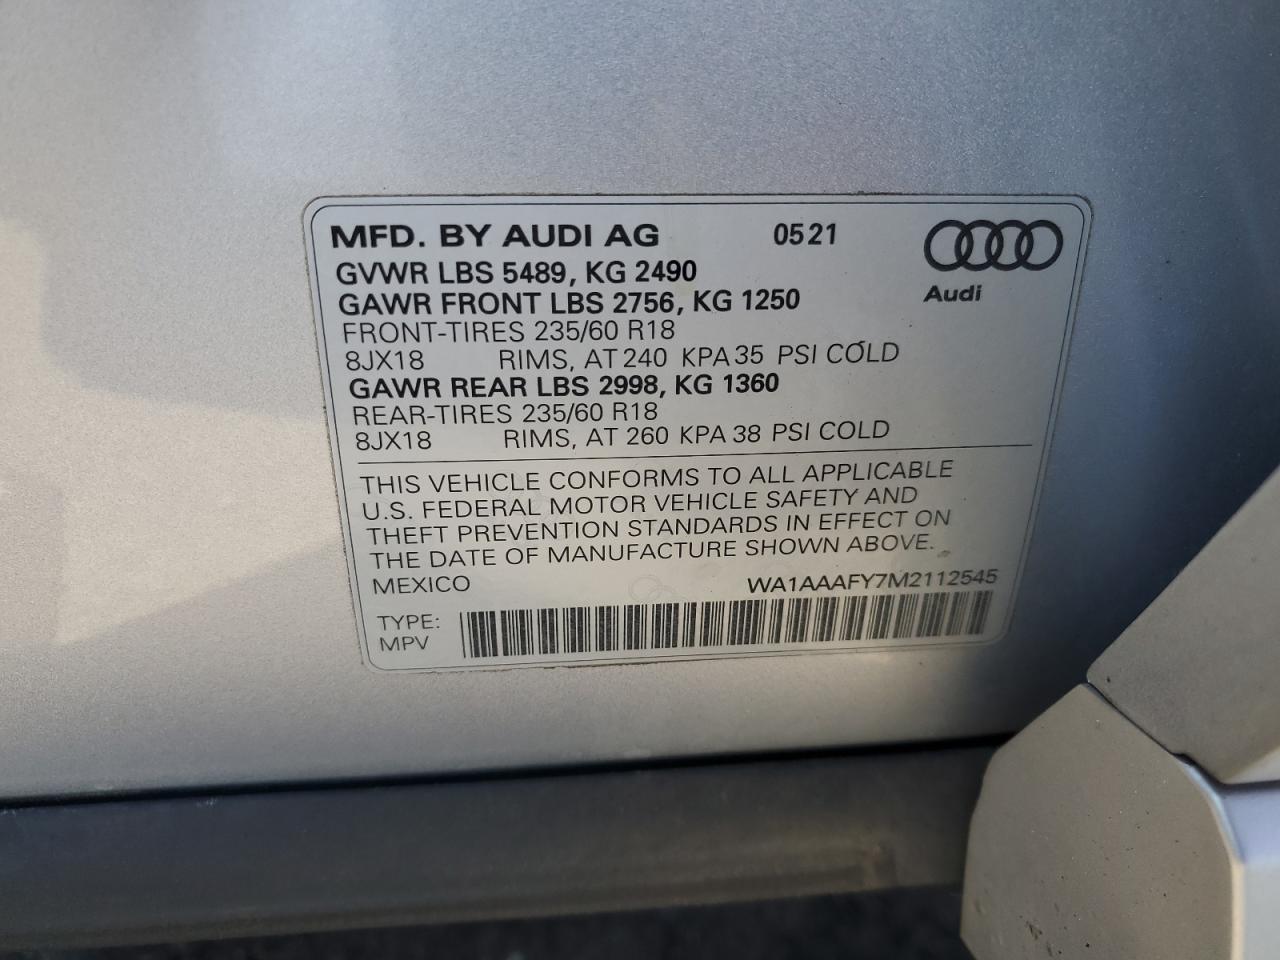 MFD. BY AUDI AG 0521
GVWR LBS 5489, KG 2490
Audi
GAWR FRONT LBS 2756, KG 1250
FRONT-TIRES 235/60 R18
8JX18 RIMS, AT 240 KPA 35 PSI COLD
GAWR REAR LBS 2998, KG 1360
REAR-TIRES 235/60 R18
8JX18 RIMS, AT 260 KPA 38 PSI COLD
THIS VEHICLE CONFORMS TO ALL APPLICABLE
U.S. FEDERAL MOTOR VEHICLE SAFETY AND
THEFT PREVENTION STANDARDS IN EFFECT ON
THE DATE OF MANUFACTURE SHOWN ABOVE.
MEXICO WA1AAAFY7M2112545
TYPE:
MPV